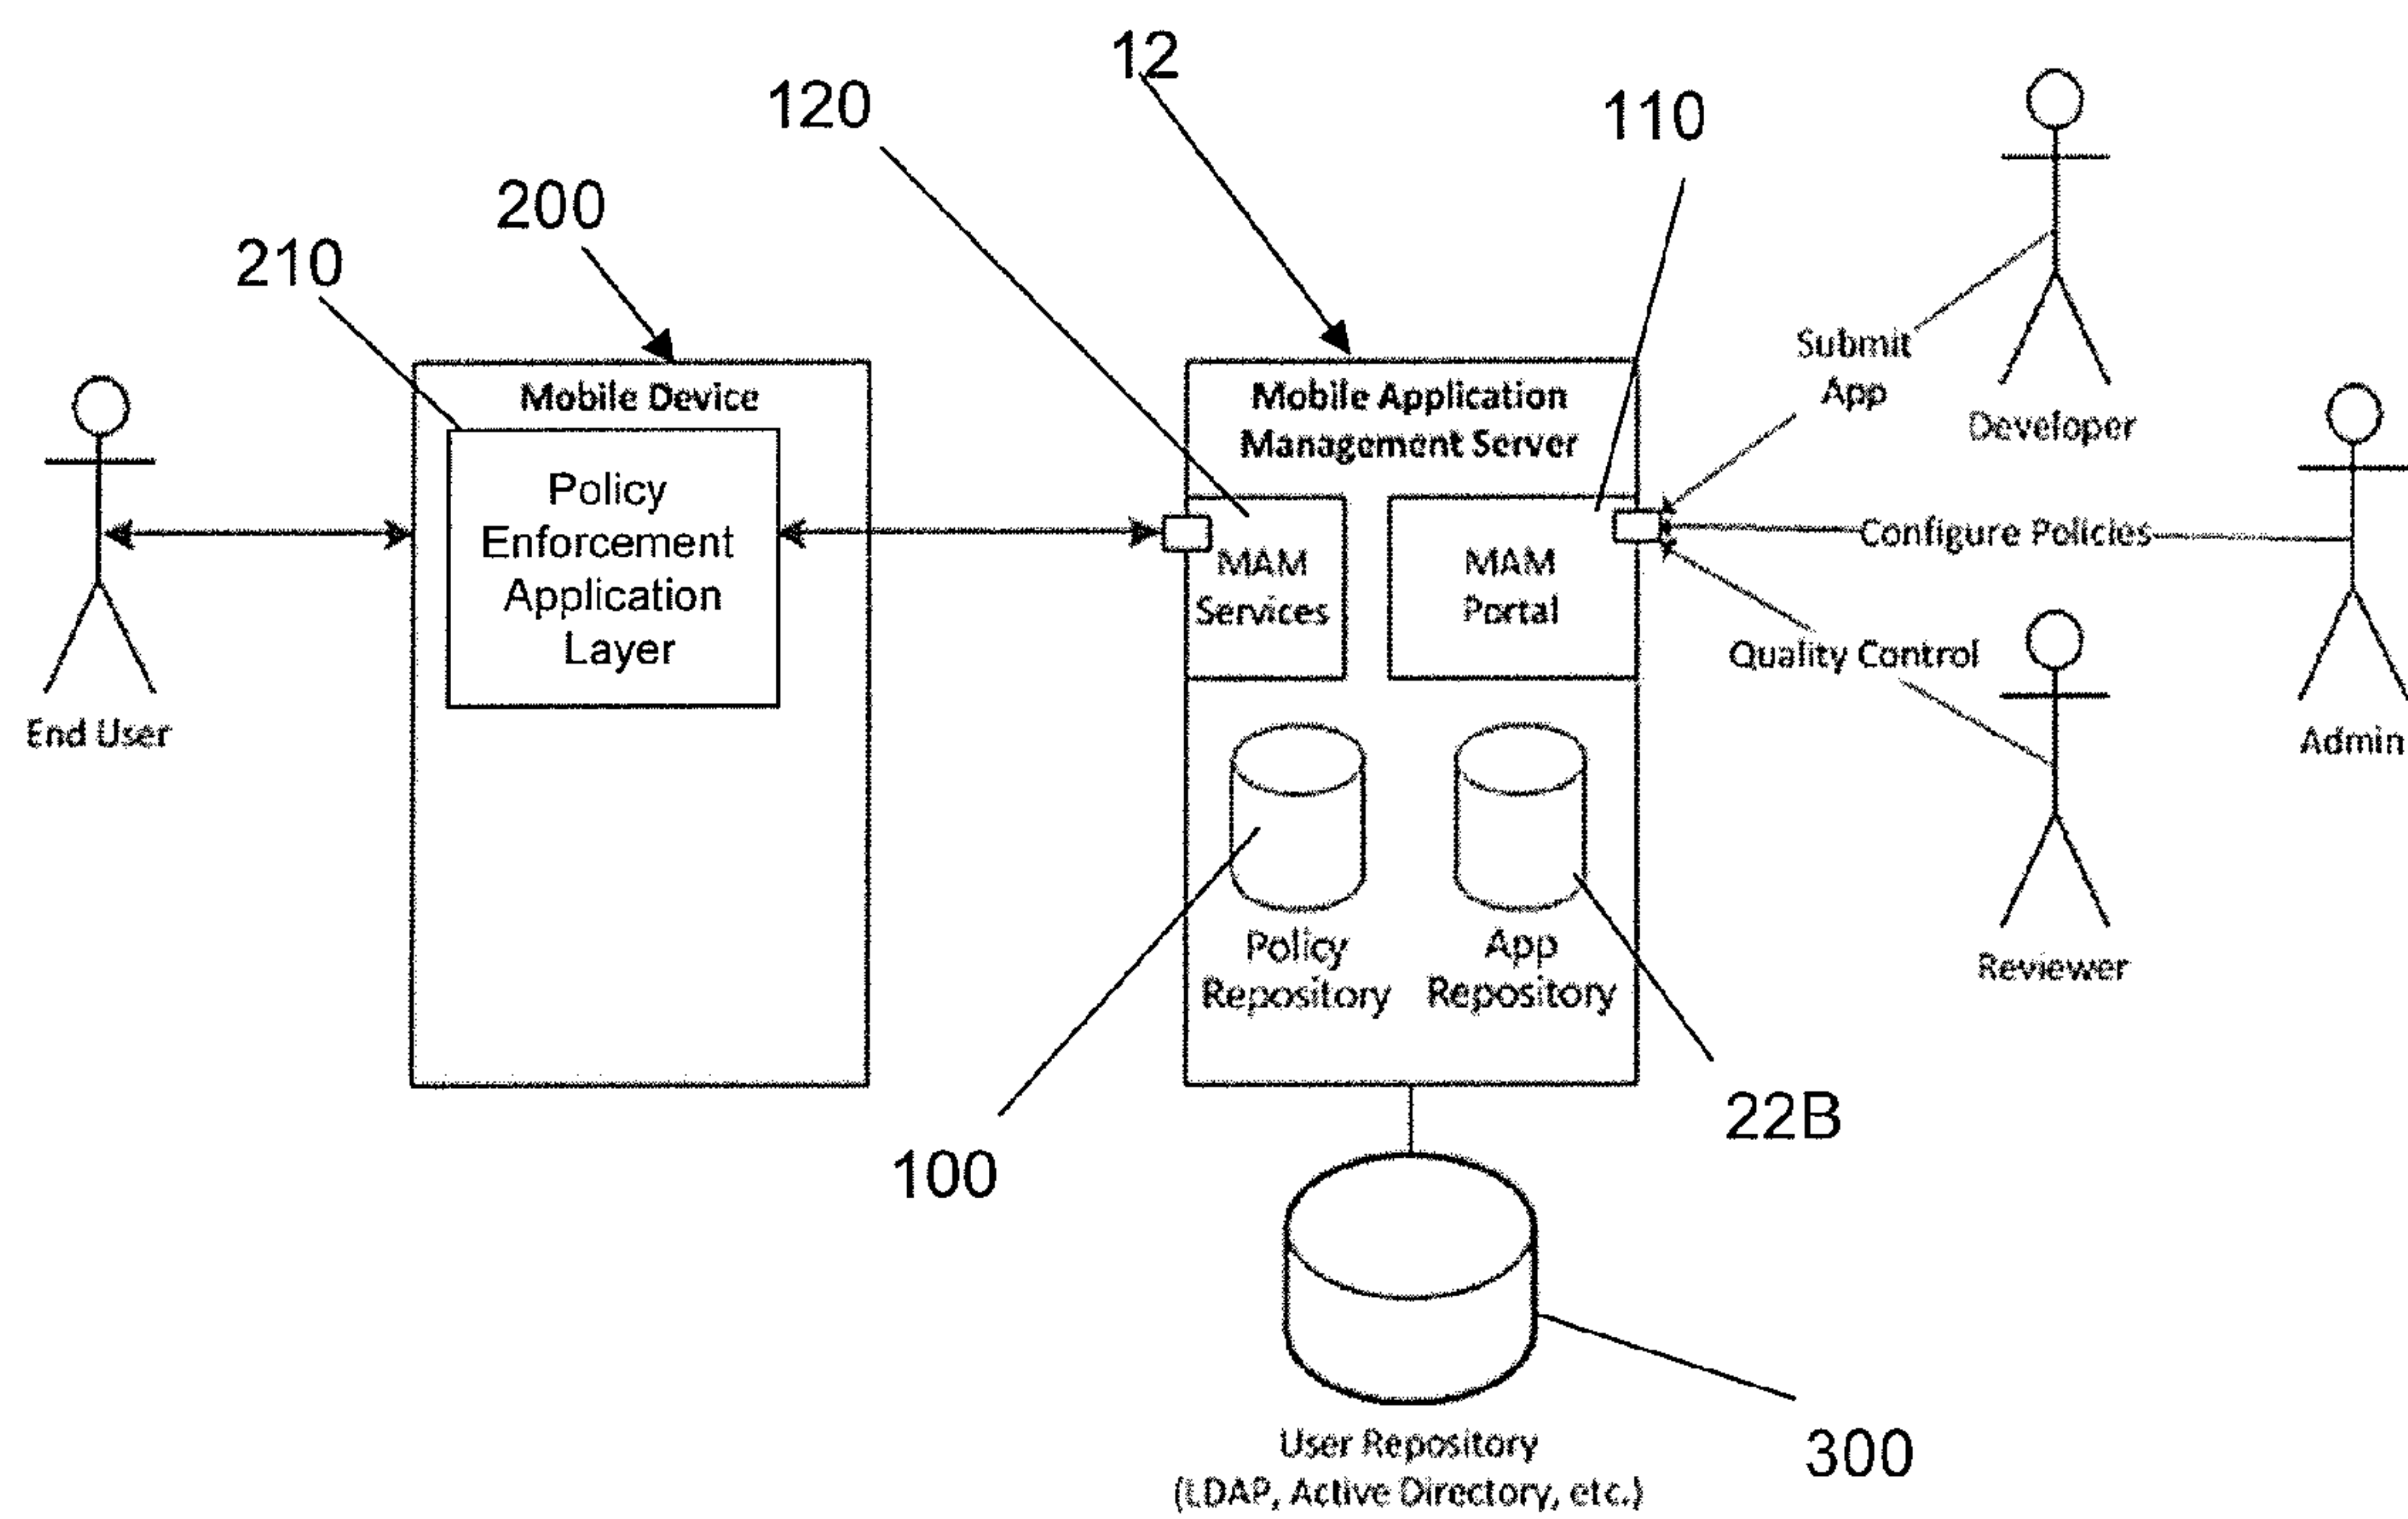 12
120
110
200
210
Mobile Device
Policy
Enforcement
Application
Layer
End User
Mobile Application
Management Server
MAM
Services
MAM
Portal
Policy
Repository
App
Repository
Submit
App
Developer
Configure Policies
Quality Control
Admin
Reviewer
100
22B
User Repository
(LDAP, Active Directory, etc.)
300